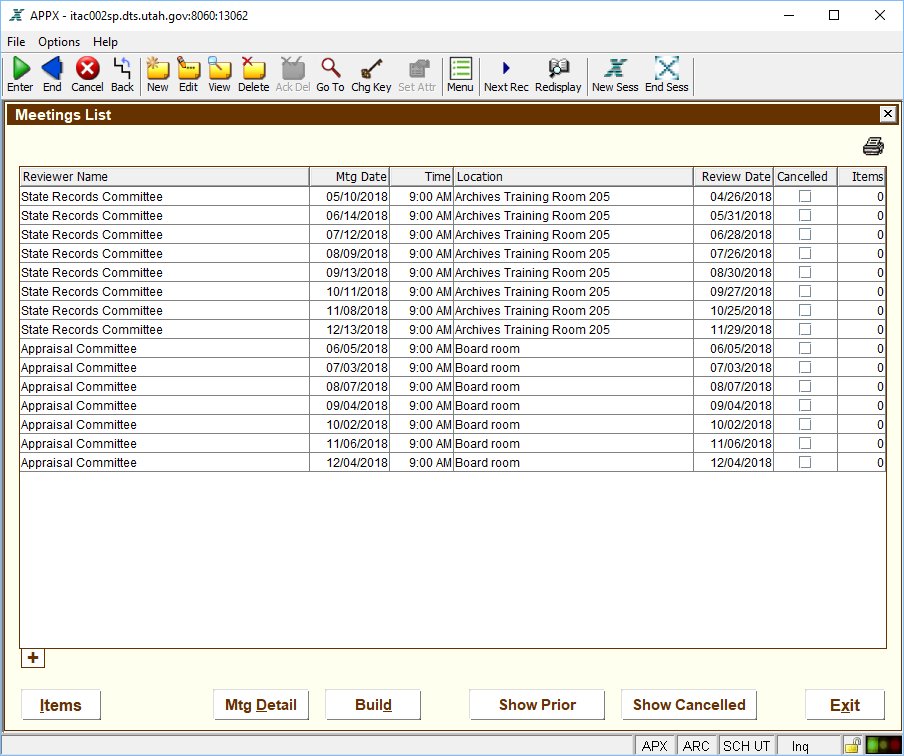 APPX - itac002sp.dts.utah.gov:8060:13062
File Options Help
Enter End Cancel Back New Edit View Delete Ack Del Go To Chg Key Set Attr Menu Next Rec Redisplay New Sess End Sess
Meetings List
Reviewer Name Mtg Date Time Location Review Date Cancelled Items
State Records Committee 05/10/2018 9:00 AM Archives Training Room 205 04/26/2018 0
State Records Committee 06/14/2018 9:00 AM Archives Training Room 205 05/31/2018 0
State Records Committee 07/12/2018 9:00 AM Archives Training Room 205 06/28/2018 0
State Records Committee 08/09/2018 9:00 AM Archives Training Room 205 07/26/2018 0
State Records Committee 09/13/2018 9:00 AM Archives Training Room 205 08/30/2018 0
State Records Committee 10/11/2018 9:00 AM Archives Training Room 205 09/27/2018 0
State Records Committee 11/08/2018 9:00 AM Archives Training Room 205 10/25/2018 0
State Records Committee 12/13/2018 9:00 AM Archives Training Room 205 11/29/2018 0
Appraisal Committee 06/05/2018 9:00 AM Board room 06/05/2018 0
Appraisal Committee 07/03/2018 9:00 AM Board room 07/03/2018 0
Appraisal Committee 08/07/2018 9:00 AM Board room 08/07/2018 0
Appraisal Committee 09/04/2018 9:00 AM Board room 09/04/2018 0
Appraisal Committee 10/02/2018 9:00 AM Board room 10/02/2018 0
Appraisal Committee 11/06/2018 9:00 AM Board room 11/06/2018 0
Appraisal Committee 12/04/2018 9:00 AM Board room 12/04/2018 0
Items Mtg Detail Build Show Prior Show Cancelled Exit
APX ARC SCH UT Inq